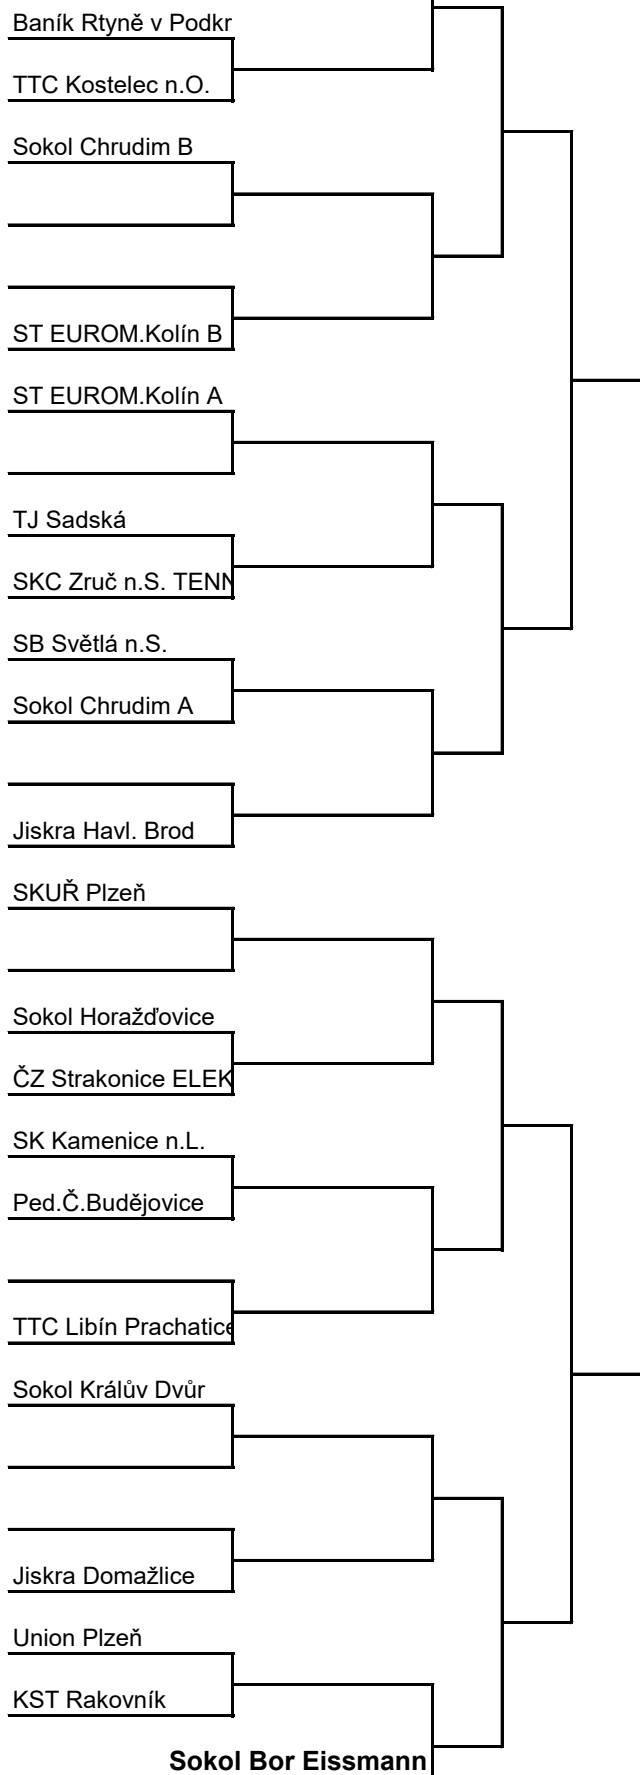 Baník Rtyně v Podkr
TTC Kostelec n.O.
Sokol Chrudim B
ST EUROM.Kolín B
ST EUROM.Kolín A
TJ Sadská
SKC Zruč n.S. TENN
SB Světlá n.S.
Sokol Chrudim A
Jiskra Havl. Brod
SKUŘ Plzeň
Sokol Horažďovice
ČZ Strakonice ELEK
SK Kamenice n.L.
Ped.Č.Budějovice
TTC Libín Prachatice
Sokol Králův Dvůr
Jiskra Domažlice
Union Plzeň
KST Rakovník
Sokol Bor Eissmann